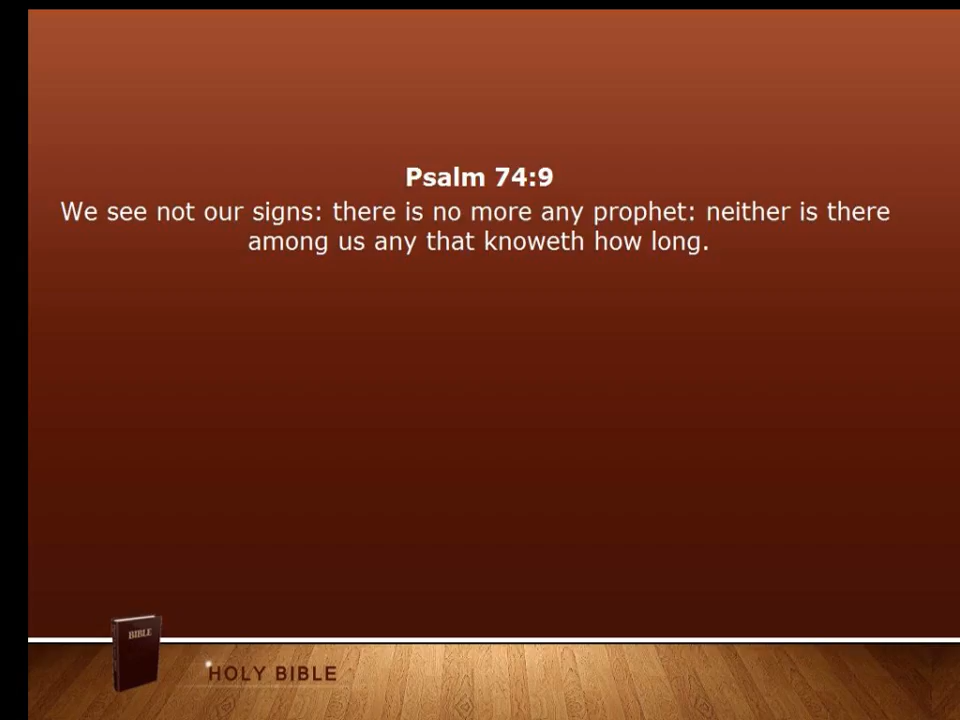 Psalm 74:9
We see not our signs: there is no more any prophet: neither is there
among us any that knoweth how long.
BIBLE
HOLY BIBLE